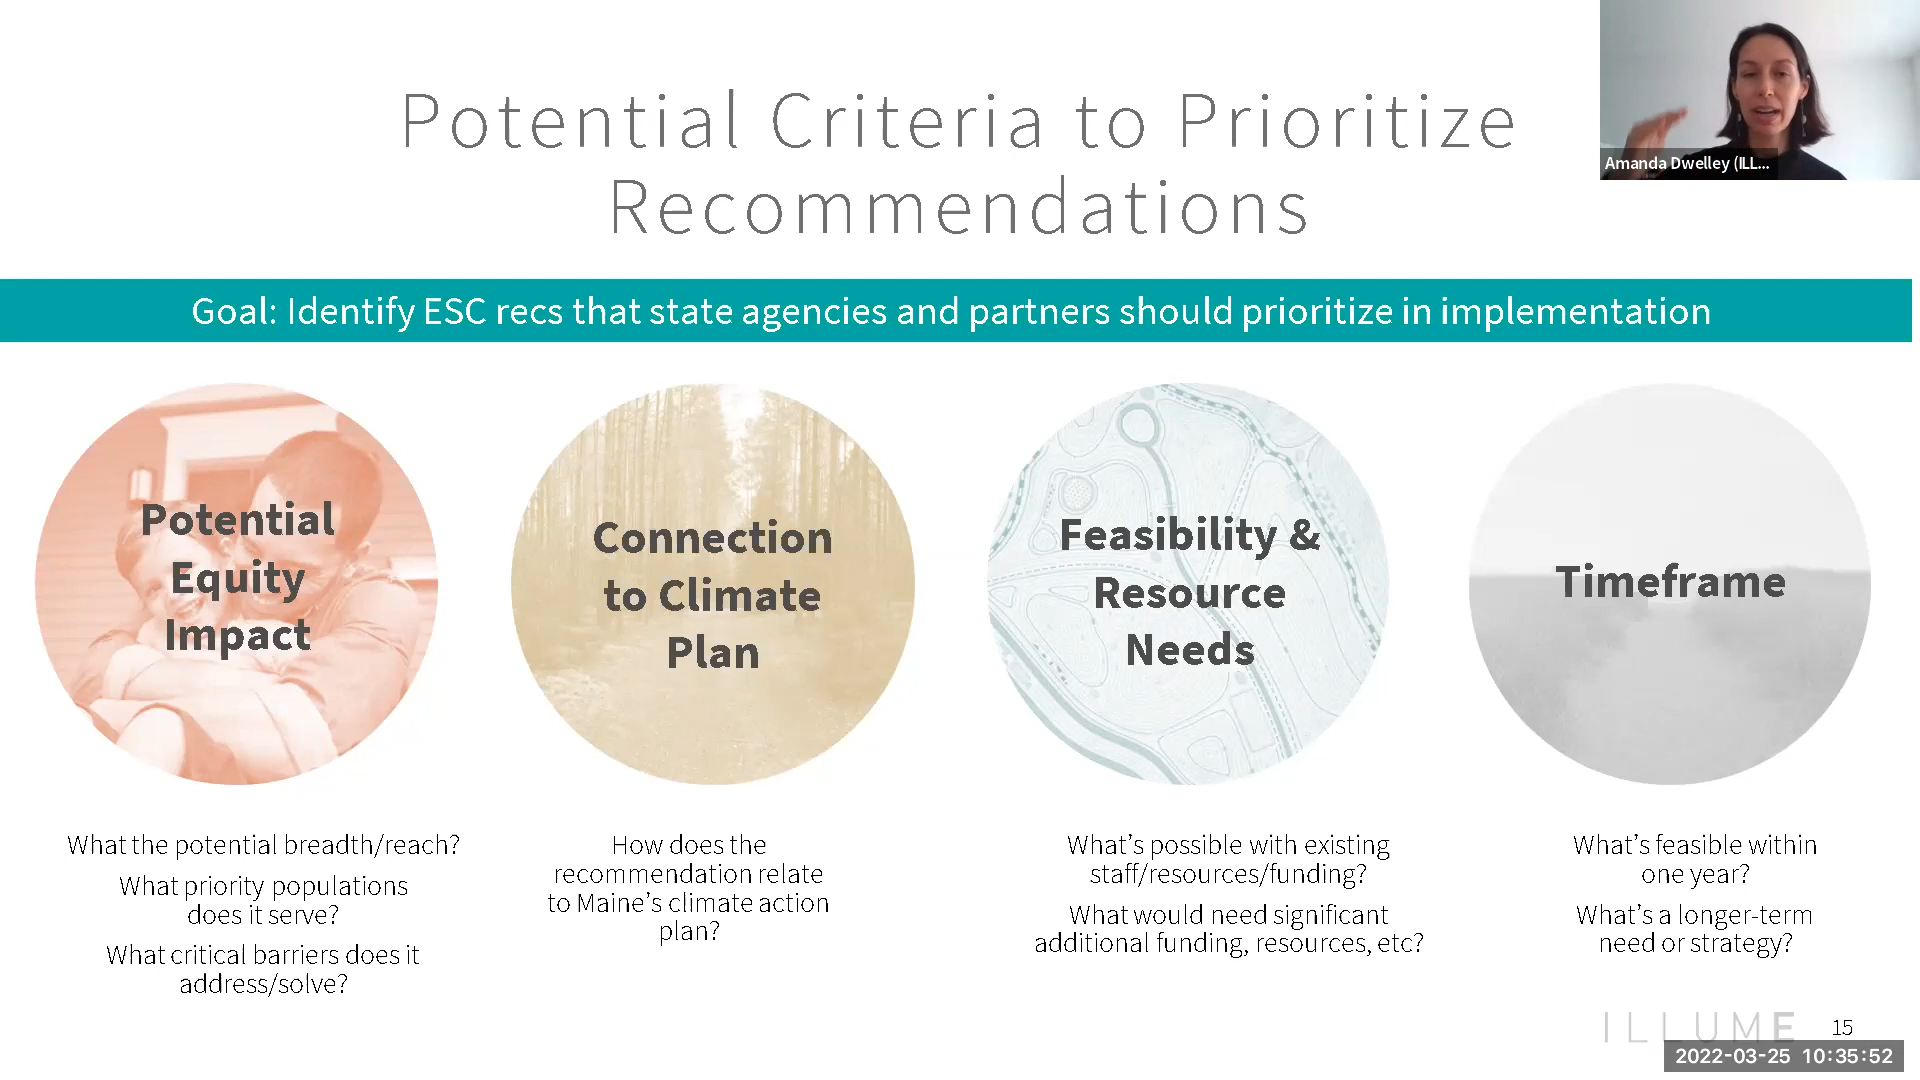 Potential Criteria to Prioritize
Recommendations
Amanda Dwelley (ILL...
Goal: Identify ESC recs that state agencies and partners should prioritize in implementation
Potential
Equity
Impact
Connection
to Climate
Plan
Feasibility &
Resource
Needs
Timeframe
What the potential breadth/reach?
What priority populations
does it serve?
What critical barriers does it
address/solve?
How does the
recommendation relate
to Maine's climate action
plan?
What's possible with existing
staff/resources/funding?
What would need significant
additional funding, resources, etc?
What's feasible within
one year?
What's a longer-term
need or strategy?
ILLUME
15
2022-03-25 10:35:52